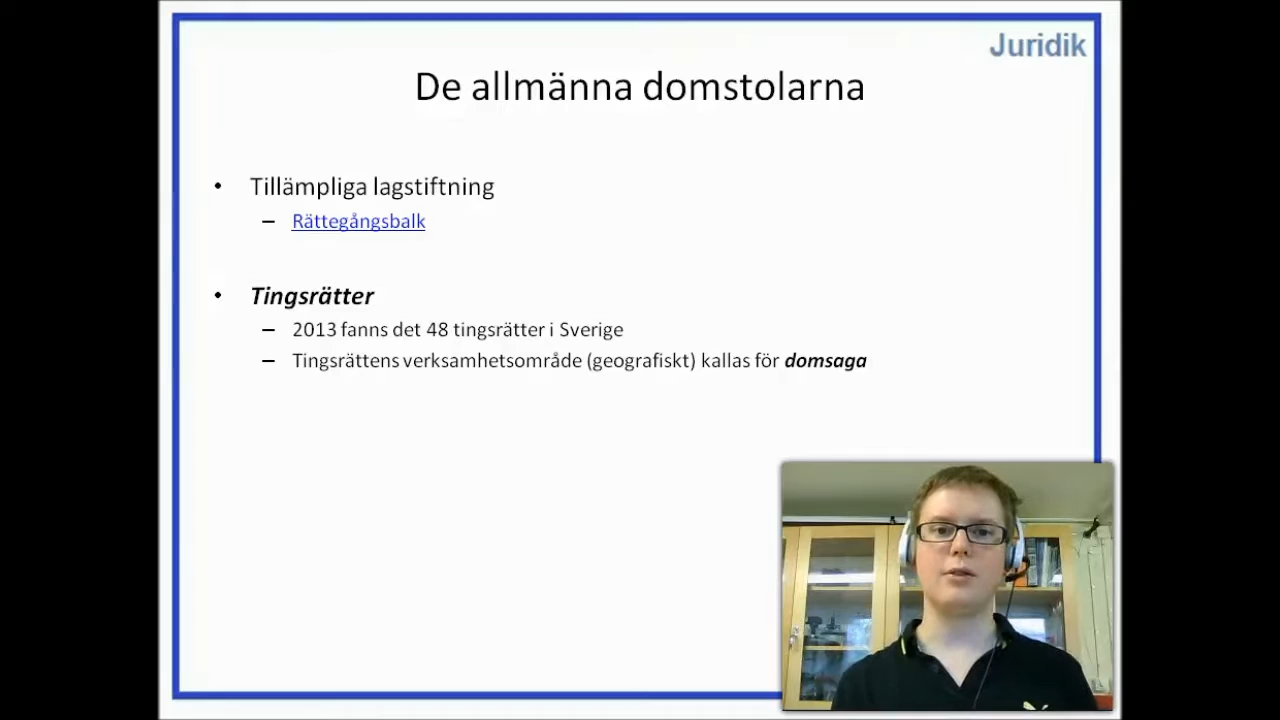 Juridik
De allmänna domstolarna
• Tillämpliga lagstiftning
– Rättegångsbalk
• Tingsrätter
– 2013 fanns det 48 tingsrätter i Sverige
– Tingsrättens verksamhetsområde (geografiskt) kallas för domsaga